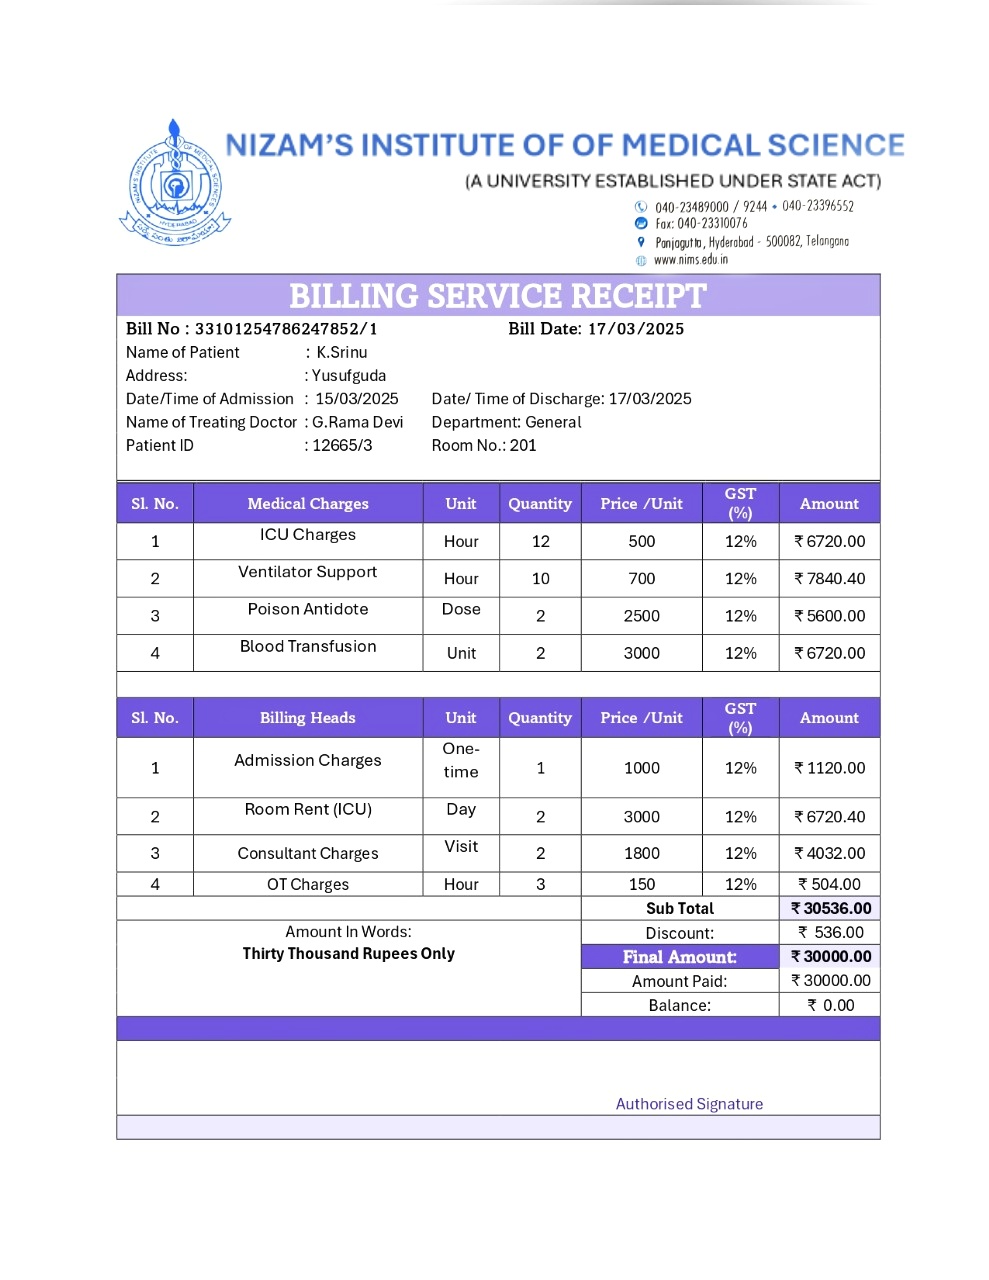 NIZAM'S INSTITUTE OF OF MEDICAL SCIENCE
(A UNIVERSITY ESTABLISHED UNDER STATE ACT)
NIZAM'S INSTITUTE OF MEDICAL SCIENCES
HYDERABAD
040-23489000 / 9244 • 040-23396552
Fax: 040-23310076
Panjagutta, Hyderabad - 500082, Telangana
www.nims.edu.in
BILLING SERVICE RECEIPT
Bill No : 33101254786247852/1 Bill Date: 17/03/2025
Name of Patient : K.Srinu
Address: : Yusufguda
Date/Time of Admission : 15/03/2025 Date/ Time of Discharge: 17/03/2025
Name of Treating Doctor : G.Rama Devi Department: General
Patient ID : 12665/3 Room No.: 201
Sl. No. Medical Charges Unit Quantity Price /Unit GST (%) Amount
1 ICU Charges Hour 12 500 12% ₹ 6720.00
2 Ventilator Support Hour 10 700 12% ₹ 7840.40
3 Poison Antidote Dose 2 2500 12% ₹ 5600.00
4 Blood Transfusion Unit 2 3000 12% ₹ 6720.00
Sl. No. Billing Heads Unit Quantity Price /Unit GST (%) Amount
1 Admission Charges One-time 1 1000 12% ₹ 1120.00
2 Room Rent (ICU) Day 2 3000 12% ₹ 6720.40
3 Consultant Charges Visit 2 1800 12% ₹ 4032.00
4 OT Charges Hour 3 150 12% ₹ 504.00
Sub Total ₹ 30536.00
Amount In Words: Discount: ₹ 536.00
Thirty Thousand Rupees Only Final Amount: ₹ 30000.00
Amount Paid: ₹ 30000.00
Balance: ₹ 0.00
Authorised Signature